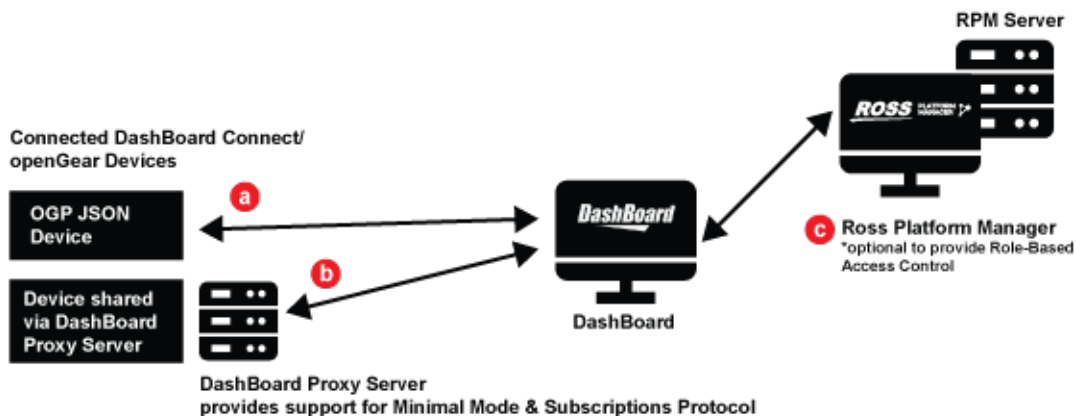 RPM Server
ROSS PLATFORM MANAGER
Connected DashBoard Connect/
openGear Devices
a
OGP JSON
Device
DashBoard
c Ross Platform Manager
*optional to provide Role-Based
Access Control
b
Device shared
via DashBoard
Proxy Server
DashBoard
DashBoard Proxy Server
provides support for Minimal Mode & Subscriptions Protocol